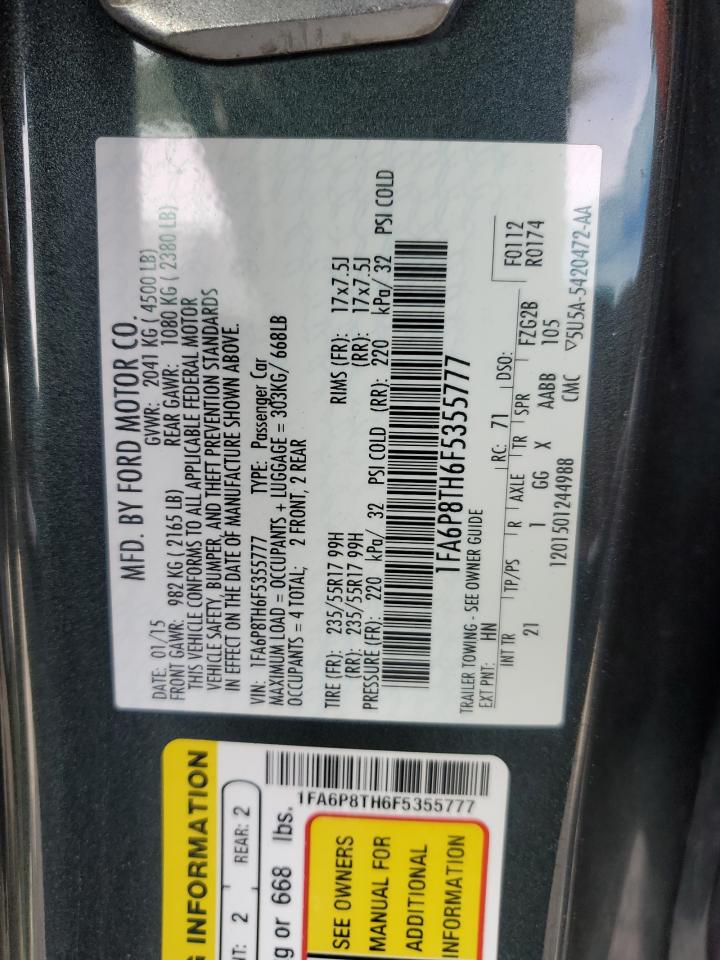 MFD. BY FORD MOTOR CO.
DATE: 01/15 GVWR: 2041 KG ( 4500 LB)
FRONT GAWR: 982 KG ( 2165 LB) REAR GAWR: 1080 KG ( 2380 LB)
THIS VEHICLE CONFORMS TO ALL APPLICABLE FEDERAL MOTOR
VEHICLE SAFETY, BUMPER, AND THEFT PREVENTION STANDARDS
IN EFFECT ON THE DATE OF MANUFACTURE SHOWN ABOVE.
VIN: 1FA6P8TH6F5355777 TYPE: Passenger Car
MAXIMUM LOAD = OCCUPANTS + LUGGAGE = 303KG/ 668LB
OCCUPANTS = 4 TOTAL; 2 FRONT, 2 REAR
TIRE (FR): 235/55R17 99H RIMS (FR): 17x7.5J
(RR): 235/55R17 99H (RR): 17x7.5J
PRESSURE (FR): 220 kPa/ 32 PSI COLD (RR): 220 kPa/ 32 PSI COLD
1FA6P8TH6F5355777
TRAILER TOWING - SEE OWNER GUIDE
EXT PNT: HN RC: 71 DSO: F0112
INT TR TP/PS R AXLE TR SPR FZG2B R0174
21 1 GG X AABB 105
1201501244988 CMC ▽5U5A-5420472-AA
G INFORMATION
NT: 2 REAR: 2
g or 668 lbs.
1FA6P8TH6F5355777
SEE OWNERS
MANUAL FOR
ADDITIONAL
INFORMATION